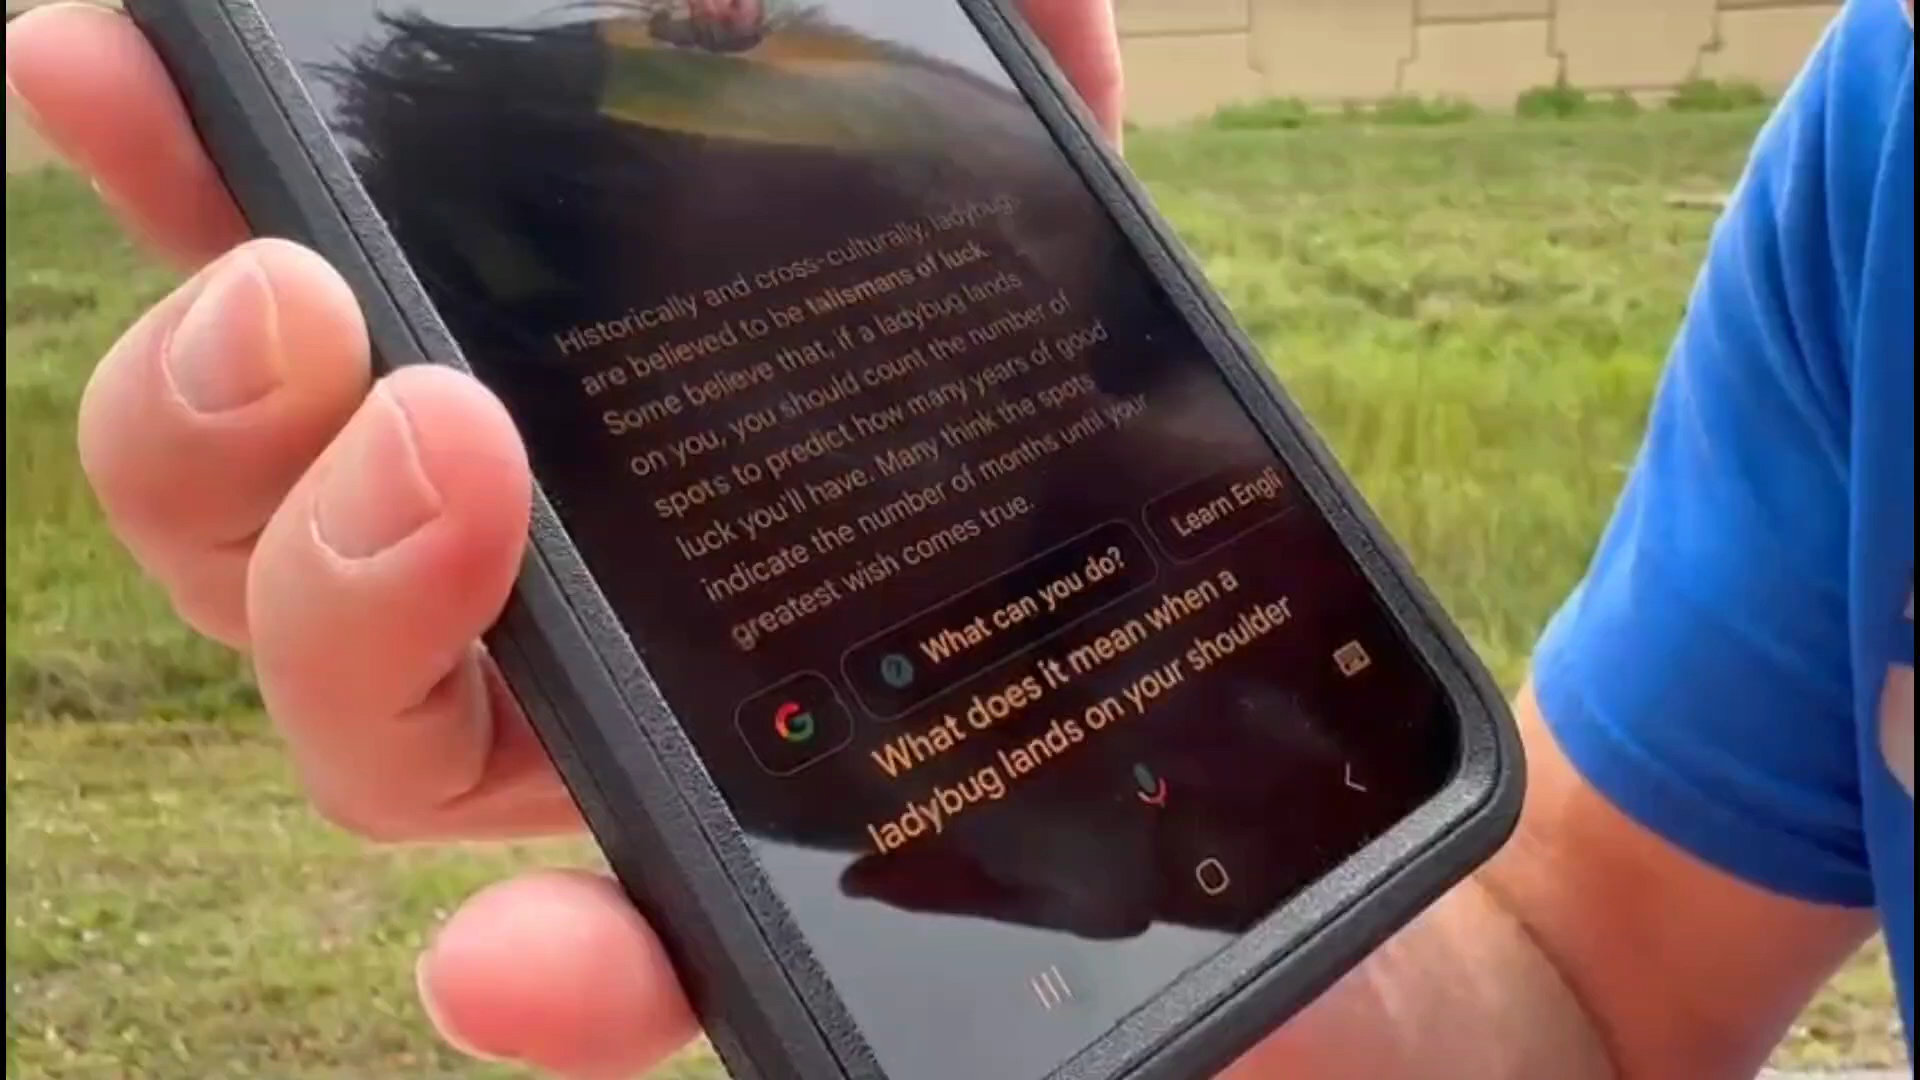 Historically and cross-culturally, ladybugs
are believed to be talismans of luck.
Some believe that, if a ladybug lands
on you, you should count the number of
spots to predict how many years of good
luck you'll have. Many think the spots
indicate the number of months until your
greatest wish comes true.
What can you do?
Learn Engli
What does it mean when a
ladybug lands on your shoulder